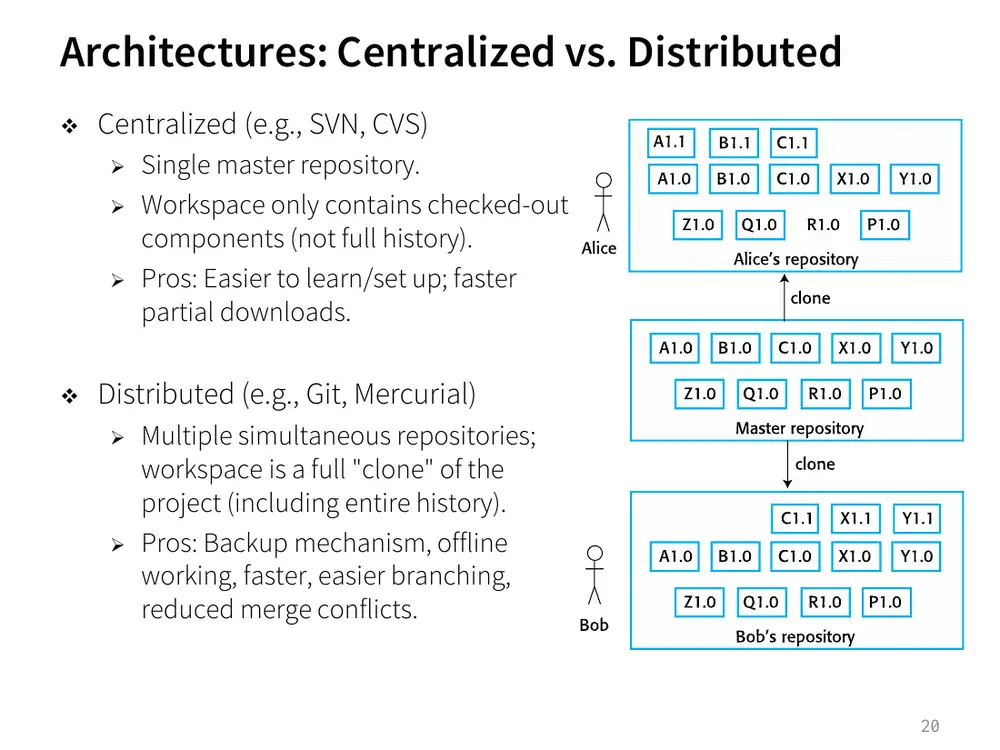 Architectures: Centralized vs. Distributed
❖ Centralized (e.g., SVN, CVS)
➢ Single master repository.
➢ Workspace only contains checked-out
components (not full history).
➢ Pros: Easier to learn/set up; faster
partial downloads.
❖ Distributed (e.g., Git, Mercurial)
➢ Multiple simultaneous repositories;
workspace is a full "clone" of the
project (including entire history).
➢ Pros: Backup mechanism, offline
working, faster, easier branching,
reduced merge conflicts.
A1.1 B1.1 C1.1
A1.0 B1.0 C1.0 X1.0 Y1.0
Z1.0 Q1.0 R1.0 P1.0
Alice
Alice's repository
clone
A1.0 B1.0 C1.0 X1.0 Y1.0
Z1.0 Q1.0 R1.0 P1.0
Master repository
clone
C1.1 X1.1 Y1.1
A1.0 B1.0 C1.0 X1.0 Y1.0
Z1.0 Q1.0 R1.0 P1.0
Bob
Bob's repository
20